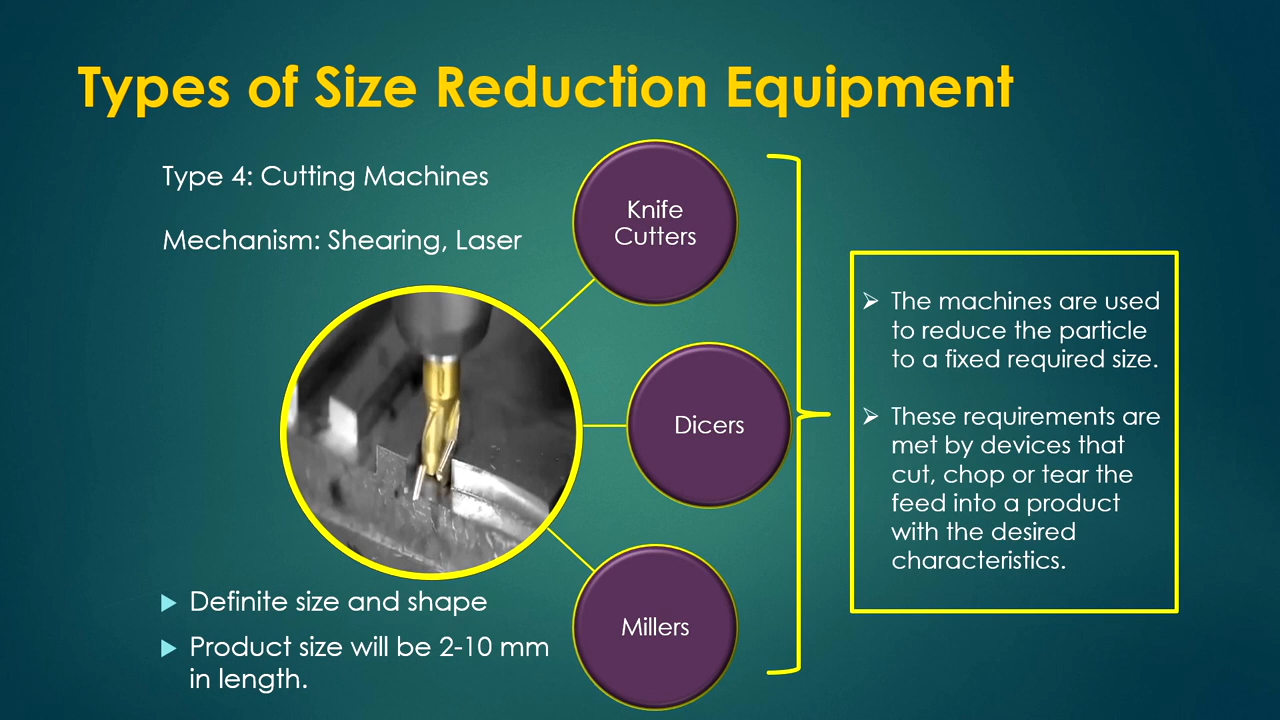 Types of Size Reduction Equipment
Type 4: Cutting Machines
Mechanism: Shearing, Laser
Knife
Cutters
Dicers
Millers
Definite size and shape
Product size will be 2-10 mm
in length.
The machines are used
to reduce the particle
to a fixed required size.
These requirements are
met by devices that
cut, chop or tear the
feed into a product
with the desired
characteristics.